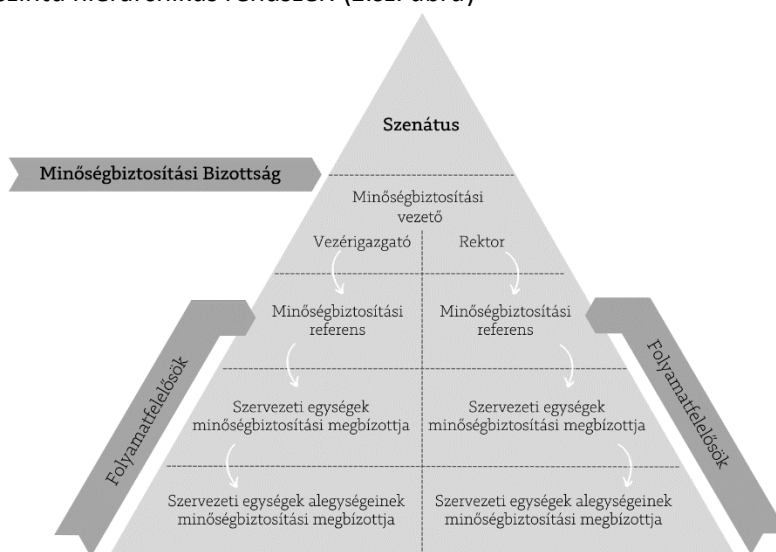 Szenátus
Minőségbiztosítási Bizottság
Minőségbiztosítási
vezető
Vezérigazgató
Rektor
Minőségbiztosítási
referens
Minőségbiztosítási
referens
Folyamatfelelősök
Folyamatfelelősök
Szervezeti egységek
minőségbiztosítási megbízottja
Szervezeti egységek
minőségbiztosítási megbízottja
Szervezeti egységek alegységeinek
minőségbiztosítási megbízottja
Szervezeti egységek alegységeinek
minőségbiztosítási megbízottja